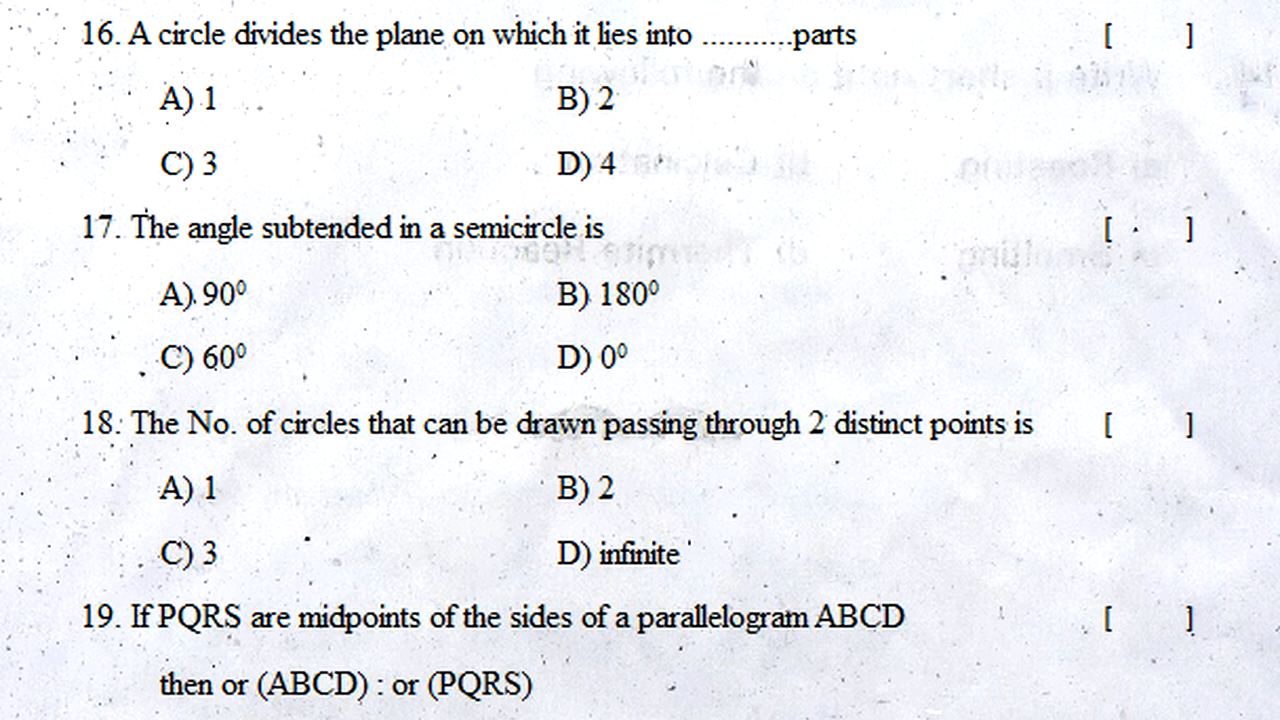 16. A circle divides the plane on which it lies into ...........parts [ ]
A) 1 B) 2
C) 3 D) 4
17. The angle subtended in a semicircle is [ ]
A) 90⁰ B) 180⁰
C) 60⁰ D) 0⁰
18. The No. of circles that can be drawn passing through 2 distinct points is [ ]
A) 1 B) 2
C) 3 D) infinite
19. If PQRS are midpoints of the sides of a parallelogram ABCD [ ]
then or (ABCD) : or (PQRS)